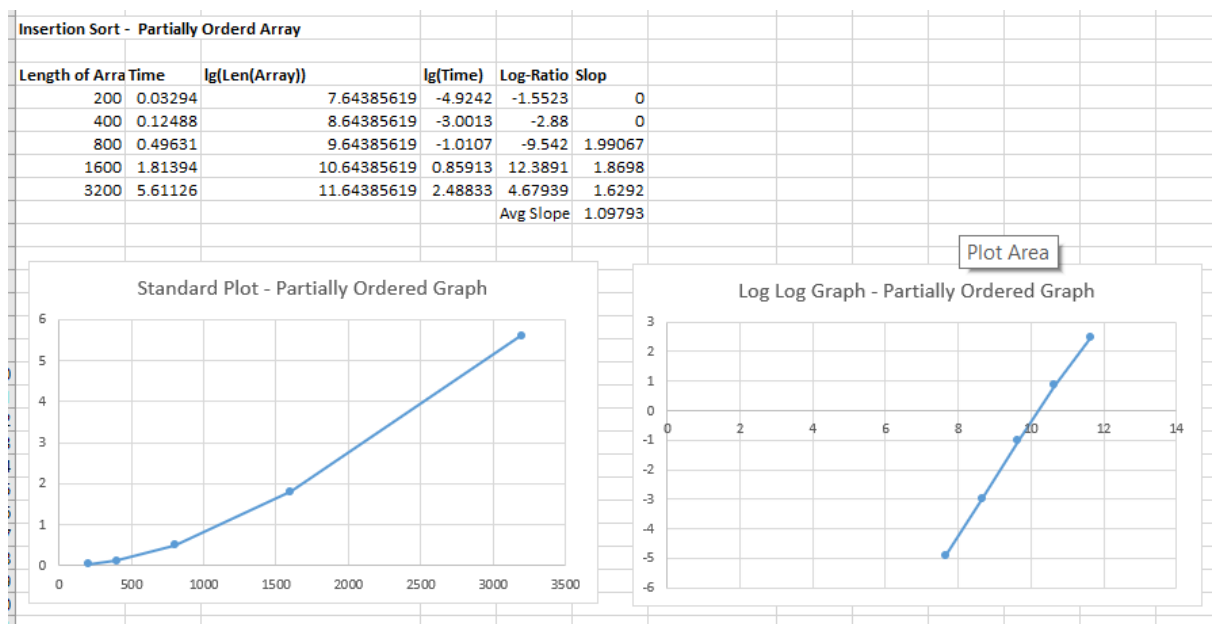 Insertion Sort - Partially Orderd Array
Length of Arra Time lg(Len(Array)) lg(Time) Log-Ratio Slop
200 0.03294 7.64385619 -4.9242 -1.5523 0
400 0.12488 8.64385619 -3.0013 -2.88 0
800 0.49631 9.64385619 -1.0107 -9.542 1.99067
1600 1.81394 10.64385619 0.85913 12.3891 1.8698
3200 5.61126 11.64385619 2.48833 4.67939 1.6292
Avg Slope 1.09793
Plot Area
Standard Plot - Partially Ordered Graph
6
5
4
3
2
1
0
0 500 1000 1500 2000 2500 3000 3500
Log Log Graph - Partially Ordered Graph
3
2
1
0
-1
-2
-3
-4
-5
-6
0 2 4 6 8 10 12 14